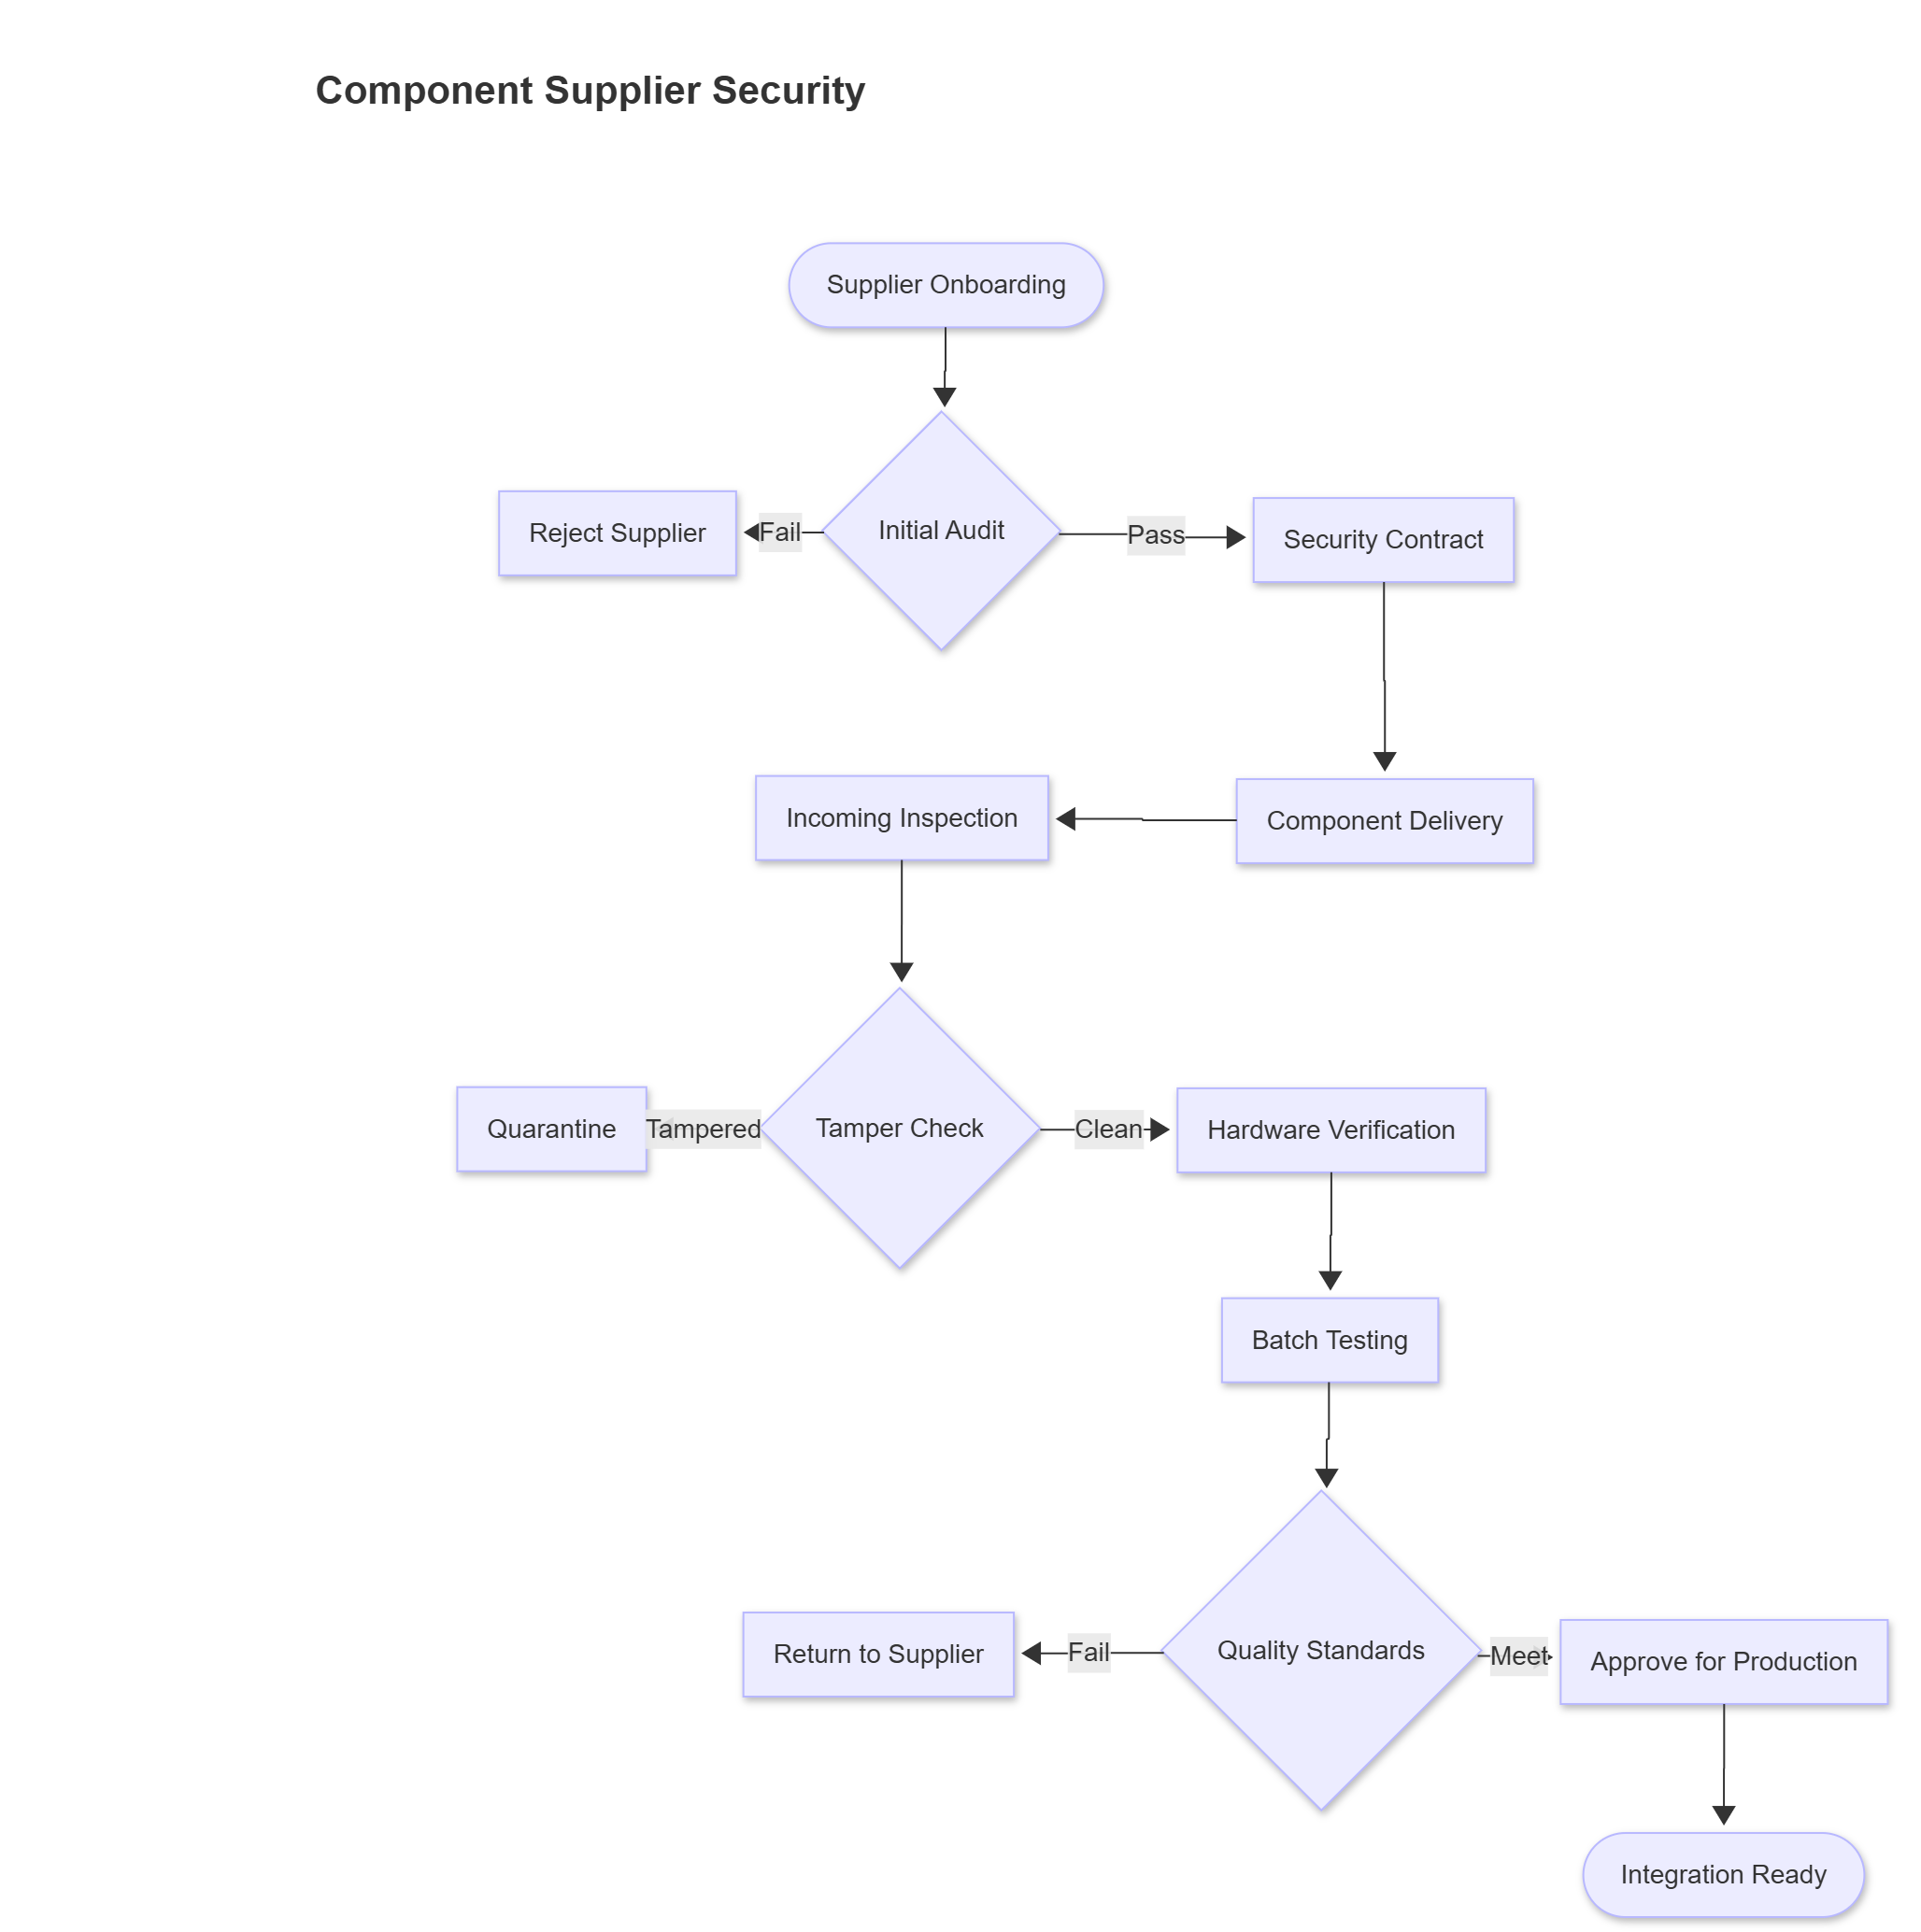 Component Supplier Security
Supplier Onboarding
Initial Audit
Fail
Reject Supplier
Pass
Security Contract
Component Delivery
Incoming Inspection
Tamper Check
Tampered
Quarantine
Clean
Hardware Verification
Batch Testing
Quality Standards
Fail
Return to Supplier
Meet
Approve for Production
Integration Ready